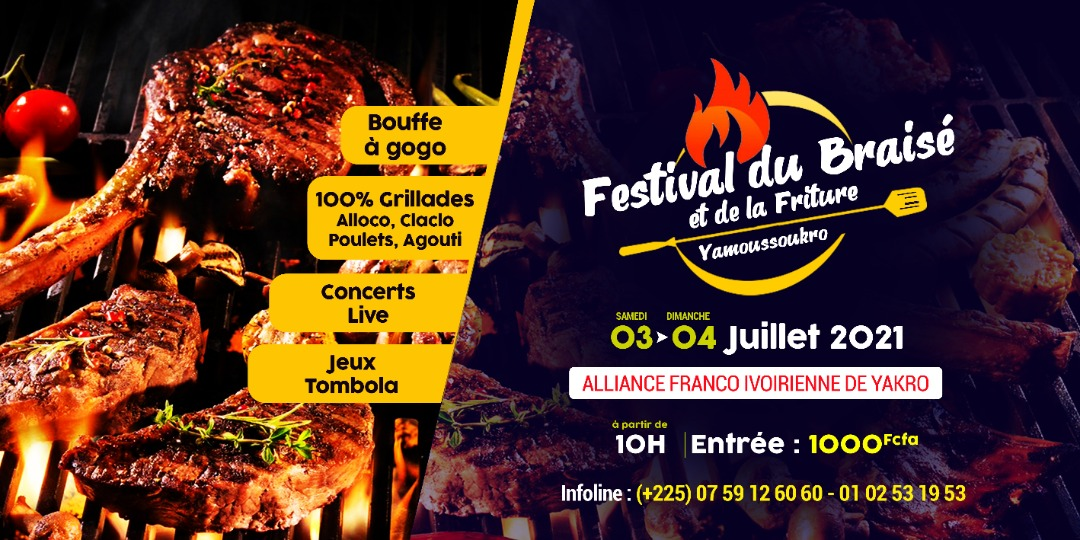 Bouffe
à gogo
100% Grillades
Alloco, Claclo
Poulets, Agouti
Concerts
Live
Jeux
Tombola
Festival du Braisé
et de la Friture
Yamoussoukro
SAMEDI DIMANCHE
03 > 04 Juillet 2021
ALLIANCE FRANCO IVOIRIENNE DE YAKRO
à partir de
10H | Entrée : 1000Fcfa
Infoline : (+225) 07 59 12 60 60 - 01 02 53 19 53